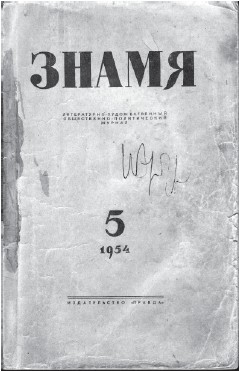 ЗНАМЯ
ЛИТЕРАТУРНО-ХУДОЖЕСТВЕННЫЙ
ОБЩЕСТВЕННО-ПОЛИТИЧЕСКИЙ
ЖУРНАЛ
5
1954
ИЗДАТЕЛЬСТВО «ПРАВДА»